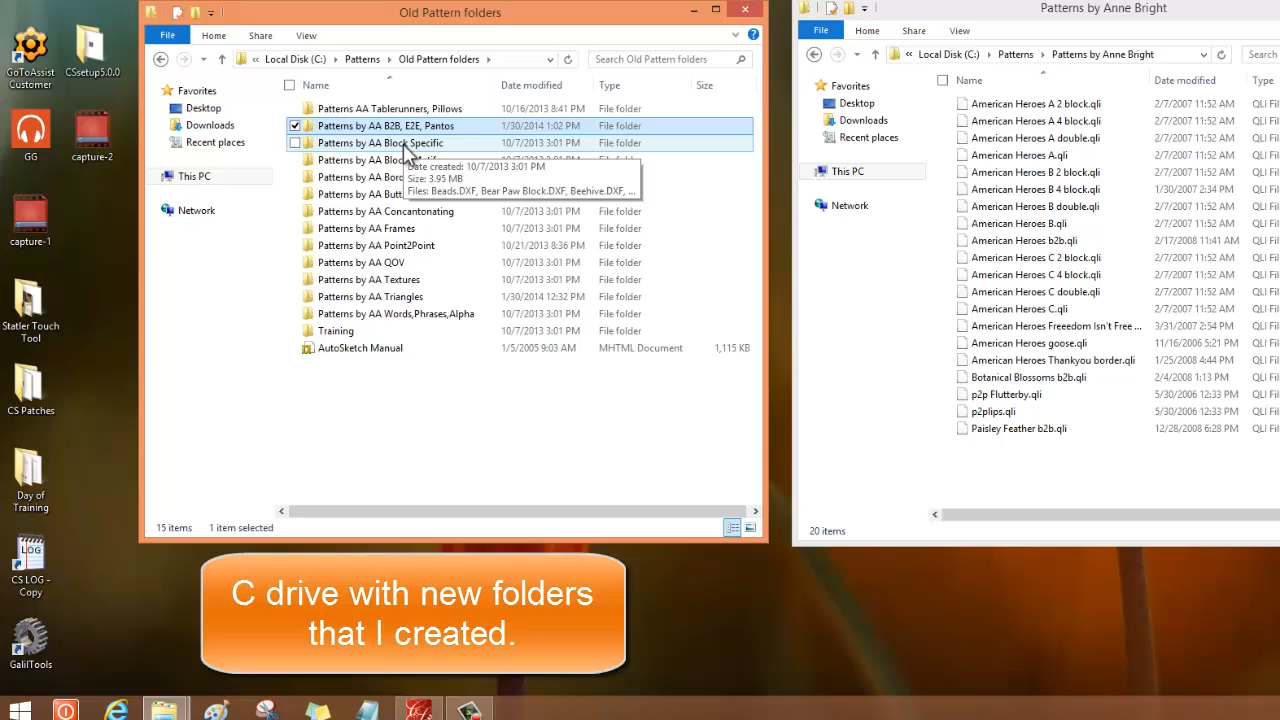 GoToAssist
Customer
CSsetup5.0.0
GG
capture-2
capture-1
Statler Touch
Tool
CS Patches
Day of
Training
LOG
CS LOG -
Copy
GalilTools
Old Pattern folders
File Home Share View
« Local Disk (C:) › Patterns › Old Pattern folders ›
Search Old Pattern folders
Favorites
Desktop
Downloads
Recent places
This PC
Network
Name Date modified Type Size
Patterns AA Tablerunners, Pillows 10/16/2013 8:41 PM File folder
Patterns by AA B2B, E2E, Pantos 1/30/2014 1:02 PM File folder
Patterns by AA Block Specific 10/7/2013 3:01 PM File folder
Patterns by AA
Date created: 10/7/2013 3:01 PM
Size: 3.95 MB
Files: Beads.DXF, Bear Paw Block.DXF, Beehive.DXF, ...
Patterns by AA Bor
Patterns by AA But
Patterns by AA Concantonating 10/7/2013 3:01 PM File folder
Patterns by AA Frames 10/7/2013 3:01 PM File folder
Patterns by AA Point2Point 10/21/2013 8:36 PM File folder
Patterns by AA QOV 10/7/2013 3:01 PM File folder
Patterns by AA Textures 10/7/2013 3:01 PM File folder
Patterns by AA Triangles 1/30/2014 12:32 PM File folder
Patterns by AA Words,Phrases,Alpha 10/7/2013 3:01 PM File folder
Training 10/7/2013 3:01 PM File folder
AutoSketch Manual 1/5/2005 9:03 AM MHTML Document 1,115 KB
15 items 1 item selected
Patterns by Anne Bright
File Home Share View
« Local Disk (C:) › Patterns › Patterns by Anne Bright
Search
Favorites
Desktop
Downloads
Recent places
This PC
Network
Name Date modified Type
American Heroes A 2 block.qli 2/7/2007 11:52 AM QLI Fil
American Heroes A 4 block.qli 2/7/2007 11:52 AM QLI Fil
American Heroes A double.qli 2/7/2007 11:52 AM QLI Fil
American Heroes A.qli 2/7/2007 11:52 AM QLI Fil
American Heroes B 2 block.qli 2/7/2007 11:52 AM QLI Fil
American Heroes B 4 block.qli 1/30/2007 2:34 PM QLI Fil
American Heroes B double.qli 2/7/2007 11:52 AM QLI Fil
American Heroes B.qli 2/7/2007 11:52 AM QLI Fil
American Heroes b2b.qli 2/17/2008 11:41 AM QLI Fil
American Heroes C 2 block.qli 2/7/2007 11:52 AM QLI Fil
American Heroes C 4 block.qli 2/7/2007 11:52 AM QLI Fil
American Heroes C double.qli 2/7/2007 11:52 AM QLI Fil
American Heroes C.qli 2/7/2007 11:52 AM QLI Fil
American Heroes Freeedom Isn't Free ... 3/31/2007 2:54 PM QLI Fil
American Heroes goose.qli 11/16/2006 5:21 PM QLI Fil
American Heroes Thankyou border.qli 1/25/2008 4:44 PM QLI Fil
Botanical Blossoms b2b.qli 2/4/2008 1:13 PM QLI Fil
p2p Flutterby.qli 5/30/2006 12:33 PM QLI Fil
p2plips.qli 5/30/2006 12:33 PM QLI Fil
Paisley Feather b2b.qli 12/28/2008 6:28 PM QLI Fil
20 items
C drive with new folders
that I created.